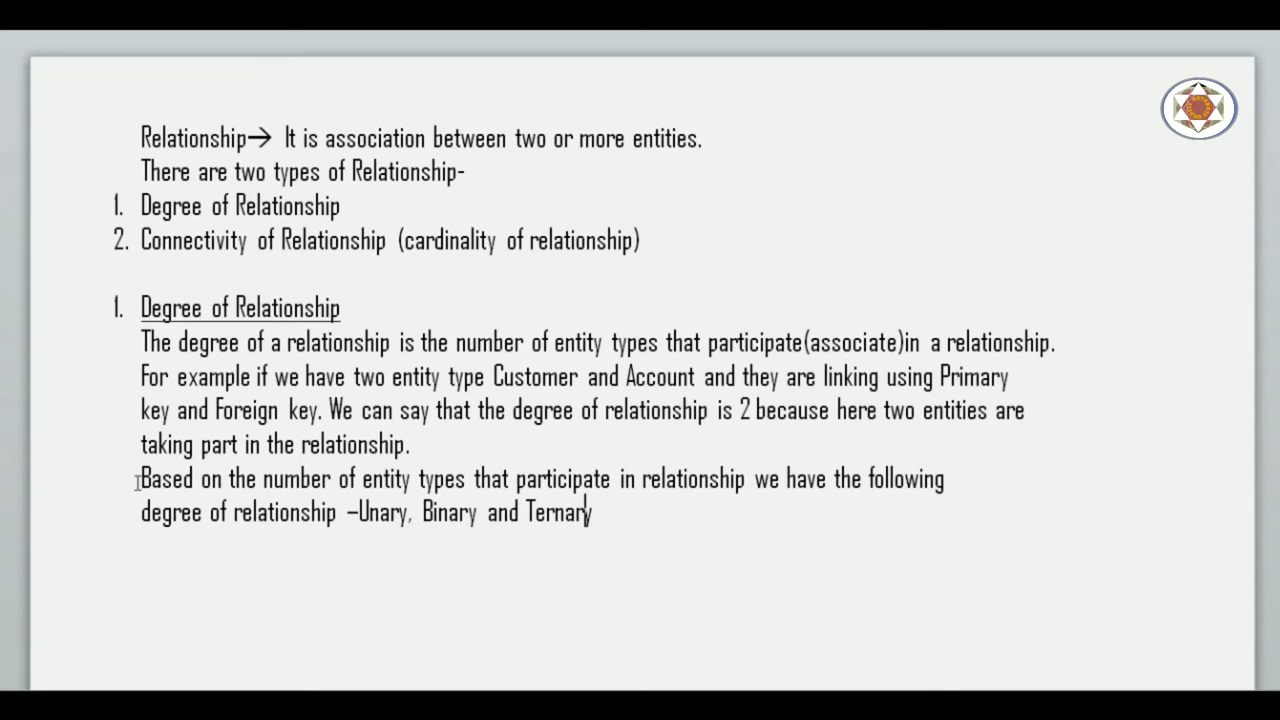 Relationship→ It is association between two or more entities.
There are two types of Relationship-
1. Degree of Relationship
2. Connectivity of Relationship (cardinality of relationship)
1. Degree of Relationship
The degree of a relationship is the number of entity types that participate(associate)in a relationship.
For example if we have two entity type Customer and Account and they are linking using Primary
key and Foreign key. We can say that the degree of relationship is 2 because here two entities are
taking part in the relationship.
Based on the number of entity types that participate in relationship we have the following
degree of relationship –Unary, Binary and Ternary